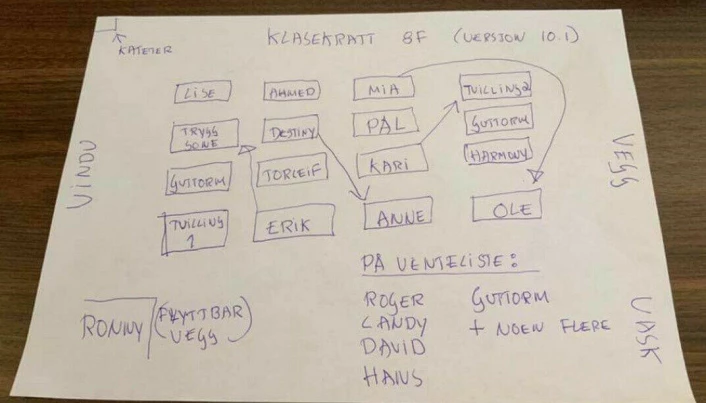 KLASEKRATT 8F (VERSION 10.1)
KATETER
LISE AHMED MIA TVILLING 2
TRYGG SONE DESTINY PÅL GUTTORM
GUTTORM TORLEIF KARI HARMONY
TVILLING 1 ERIK ANNE OLE
VINDU
VEGG
PÅ VENTELISTE:
ROGER GUTTORM
CANDY + NOEN FLERE
DAVID
HANS
RONNY (FLYTTBAR VEGG)
VASK